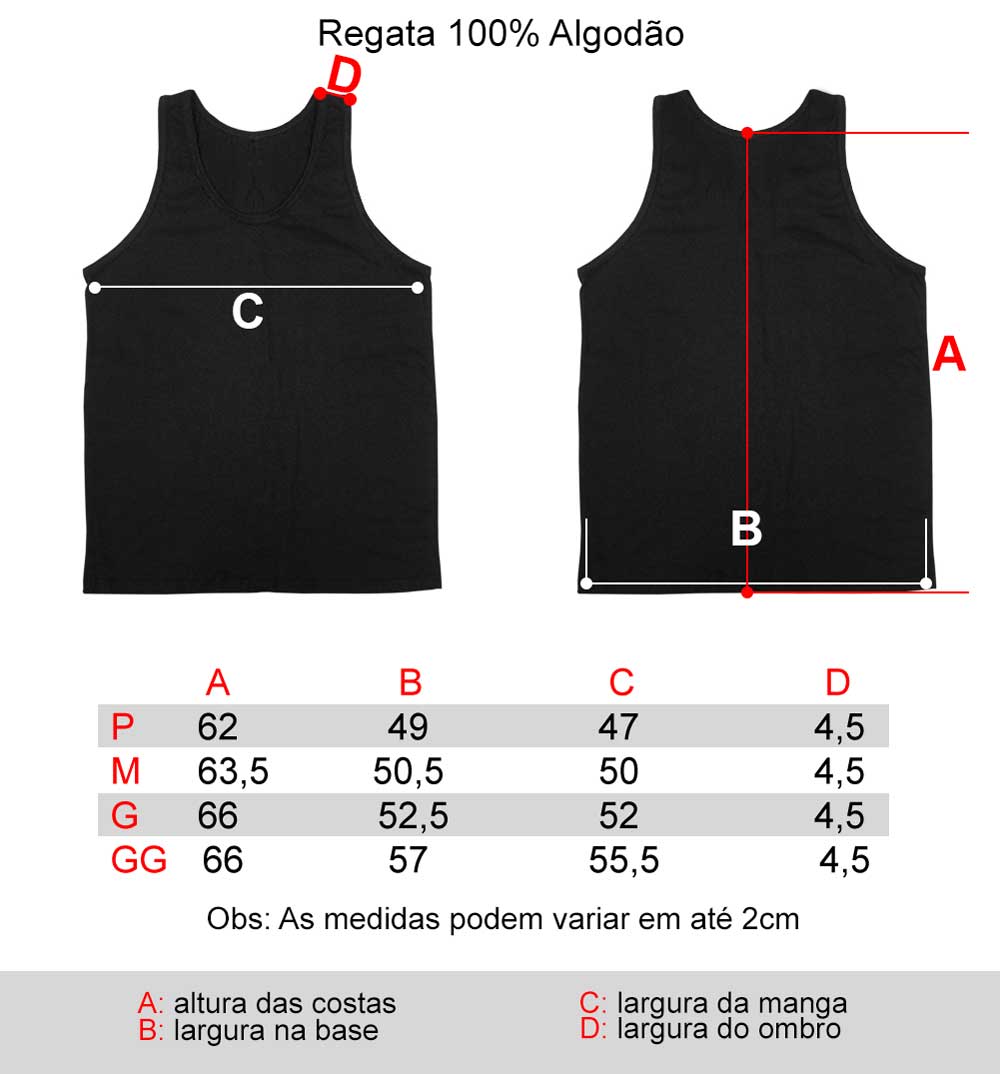 Regata 100% Algodão
D
C
A
B
A B C D
P 62 49 47 4,5
M 63,5 50,5 50 4,5
G 66 52,5 52 4,5
GG 66 57 55,5 4,5
Obs: As medidas podem variar em até 2cm
A: altura das costas
B: largura na base
C: largura da manga
D: largura do ombro